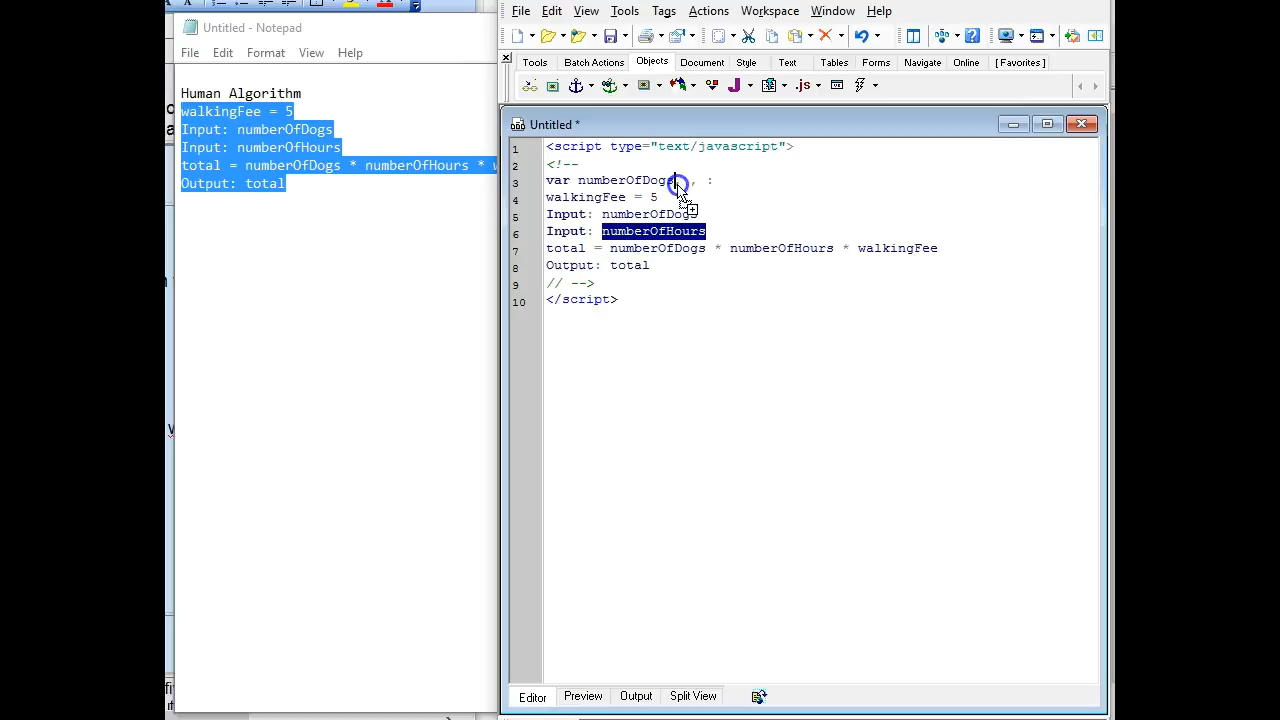 Untitled - Notepad
File Edit Format View Help
Human Algorithm
walkingFee = 5
Input: numberOfDogs
Input: numberOfHours
total = numberOfDogs * numberOfHours *
Output: total
File Edit View Tools Tags Actions Workspace Window Help
Tools Batch Actions Objects Document Style Text Tables Forms Navigate Online [ Favorites ]
.js
Untitled *
1 <script type="text/javascript">
2 <!--
3 var numberOfDogs, , :
4 walkingFee = 5
5 Input: numberOfDogs
6 Input: numberOfHours
7 total = numberOfDogs * numberOfHours * walkingFee
8 Output: total
9 // -->
10 </script>
Editor Preview Output Split View